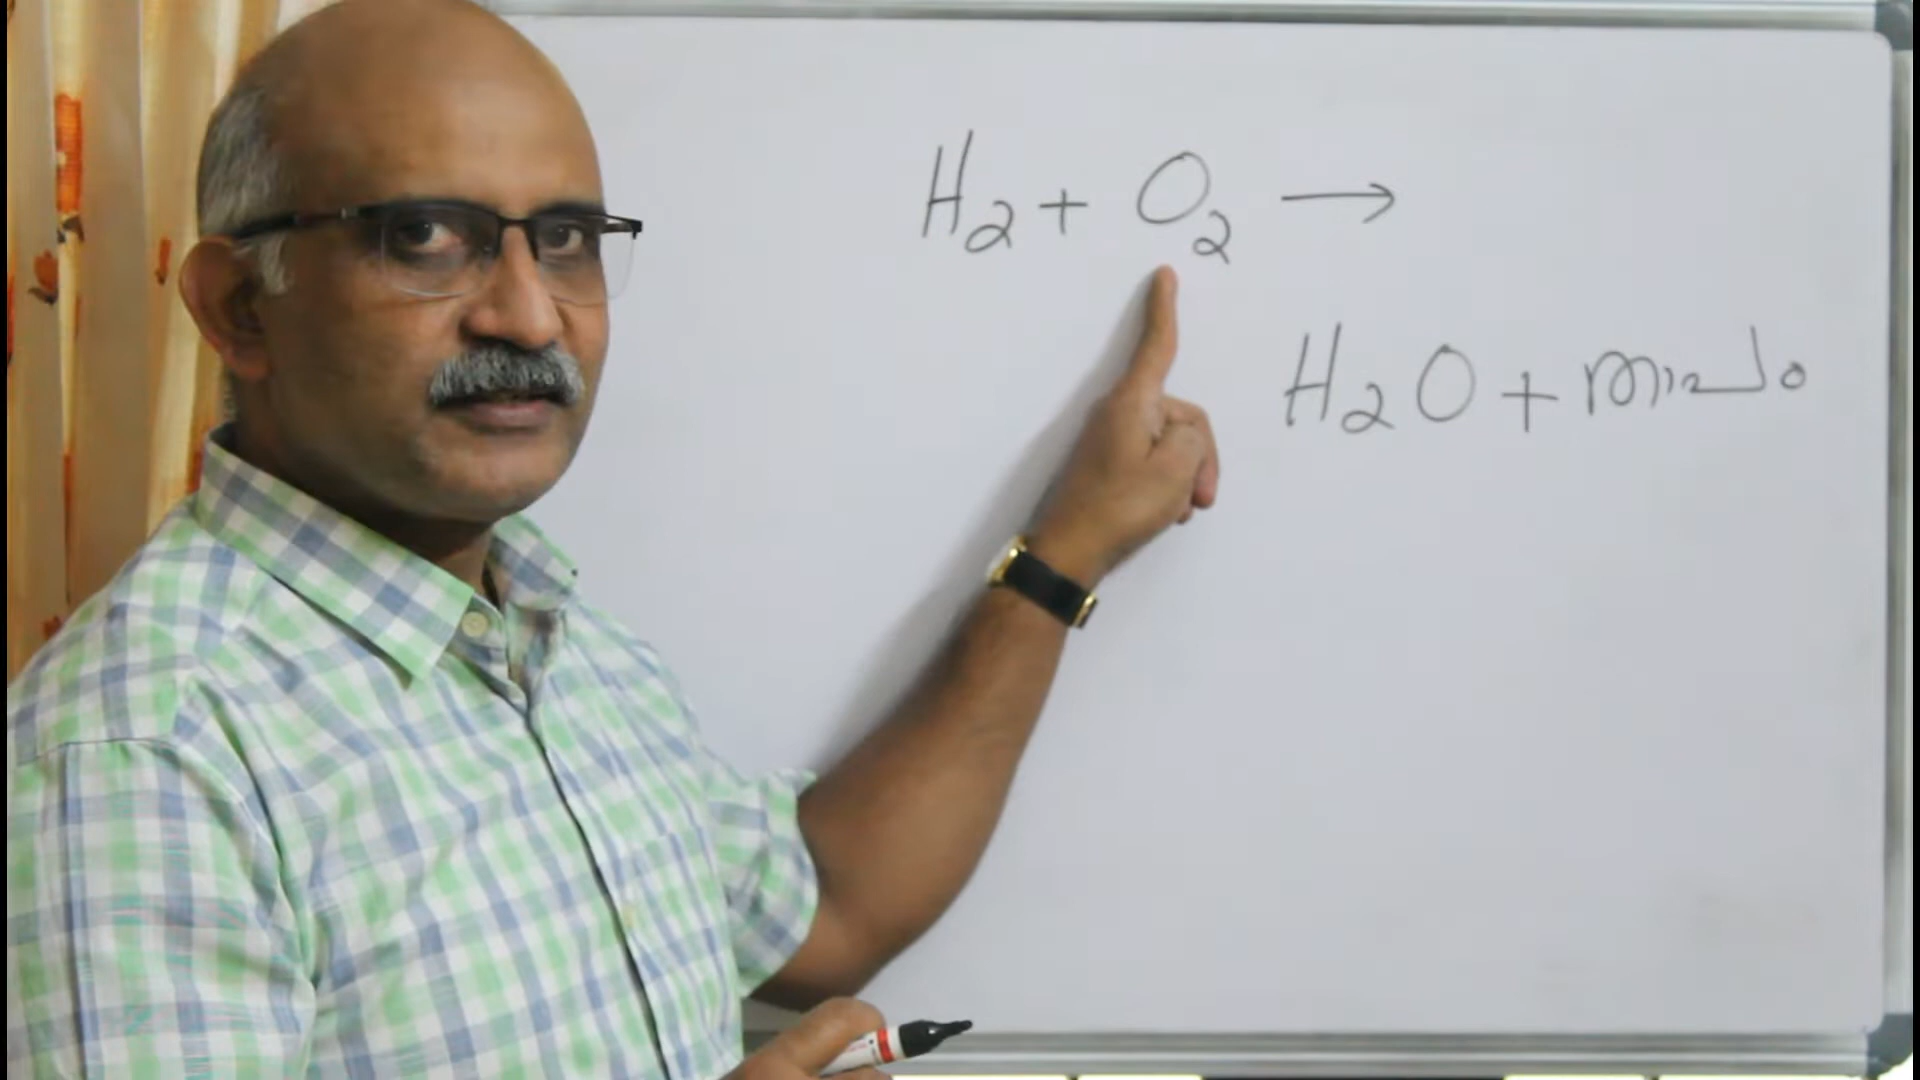 H₂ + O₂ →
H₂O + താപം